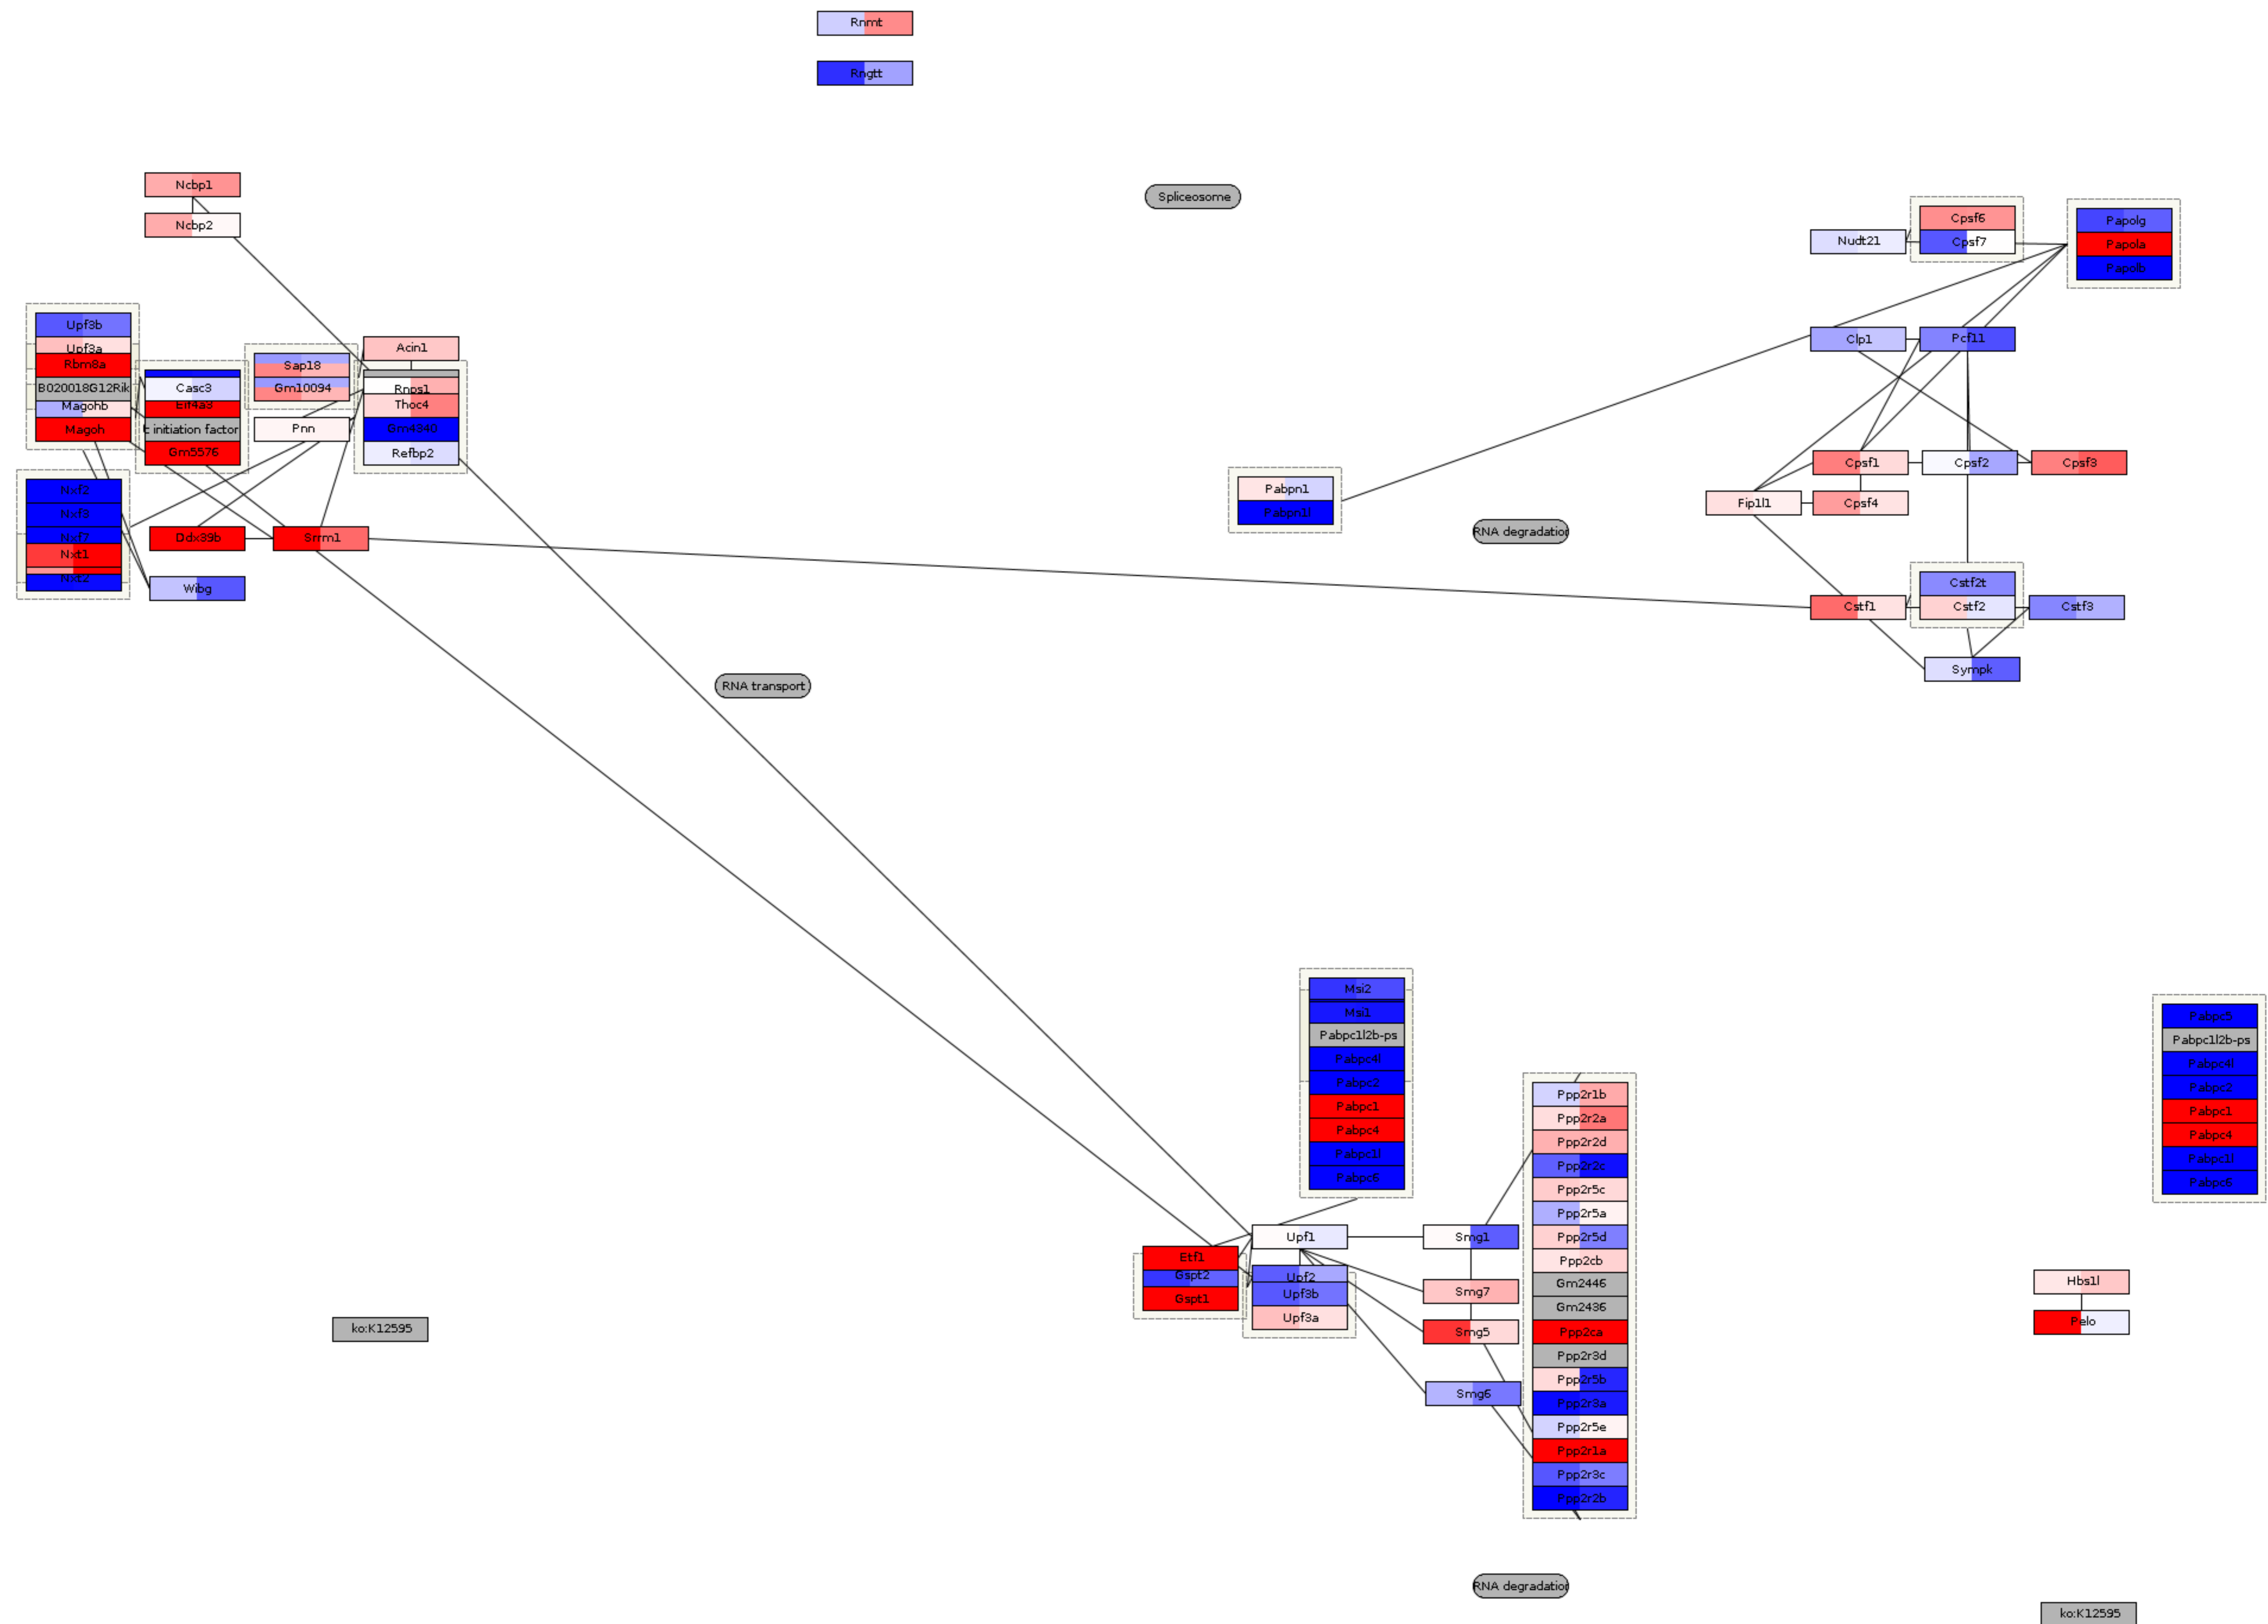 Rnmt
Rngtt
Ncbp1
Ncbp2
Spliceosome
Cpsf6
Nudt21
Cpsf7
Papolg
Papola
Papolb
Upf3b
Upf3a
Rbm8a
B020018G12Rik
Magohb
Magoh
Casc3
Eif4a3
t initiation factor
Gm5576
Sap18
Gm10094
Pnn
Acin1
Rnps1
Thoc4
Gm4340
Refbp2
Clp1
Pcf11
Cpsf1
Cpsf2
Cpsf3
Fip1l1
Cpsf4
Nxf2
Nxf3
Nxf7
Nxt1
Nxt2
Ddx39b
Srrm1
Wibg
Pabpn1
Pabpn1l
RNA degradation
Cstf2t
Cstf1
Cstf2
Cstf3
Sympk
RNA transport
Msi2
Msi1
Pabpc1l2b-ps
Pabpc4l
Pabpc2
Pabpc1
Pabpc4
Pabpc1l
Pabpc6
Pabpc5
Pabpc1l2b-ps
Pabpc4l
Pabpc2
Pabpc1
Pabpc4
Pabpc1l
Pabpc6
Ppp2r1b
Ppp2r2a
Ppp2r2d
Ppp2r2c
Ppp2r5c
Ppp2r5a
Ppp2r5d
Ppp2cb
Gm2446
Gm2436
Ppp2ca
Ppp2r3d
Ppp2r5b
Ppp2r3a
Ppp2r5e
Ppp2r1a
Ppp2r3c
Ppp2r2b
Upf1
Smg1
Etf1
Gspt2
Gspt1
Upf2
Upf3b
Upf3a
Smg7
Smg5
Smg6
Hbs1l
Pelo
ko:K12595
RNA degradation
ko:K12595